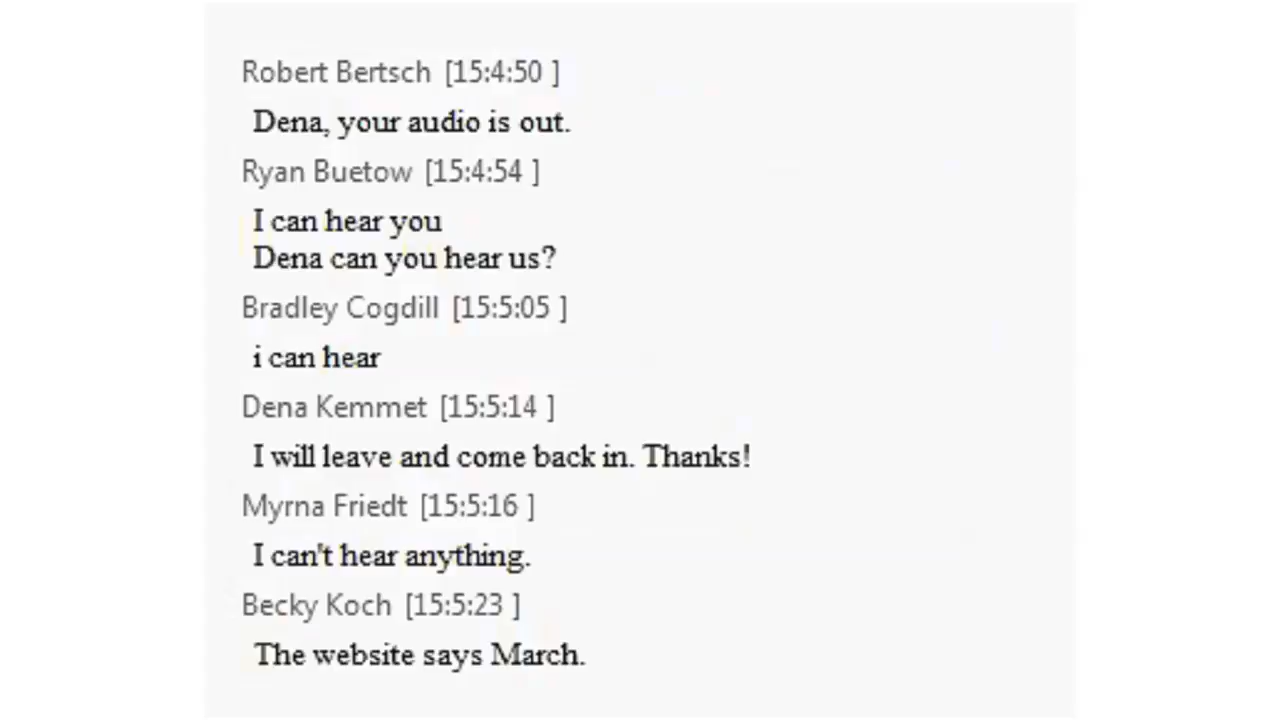 Robert Bertsch [15:4:50 ]
Dena, your audio is out.
Ryan Buetow [15:4:54 ]
I can hear you
Dena can you hear us?
Bradley Cogdill [15:5:05 ]
i can hear
Dena Kemmet [15:5:14 ]
I will leave and come back in. Thanks!
Myrna Friedt [15:5:16 ]
I can't hear anything.
Becky Koch [15:5:23 ]
The website says March.